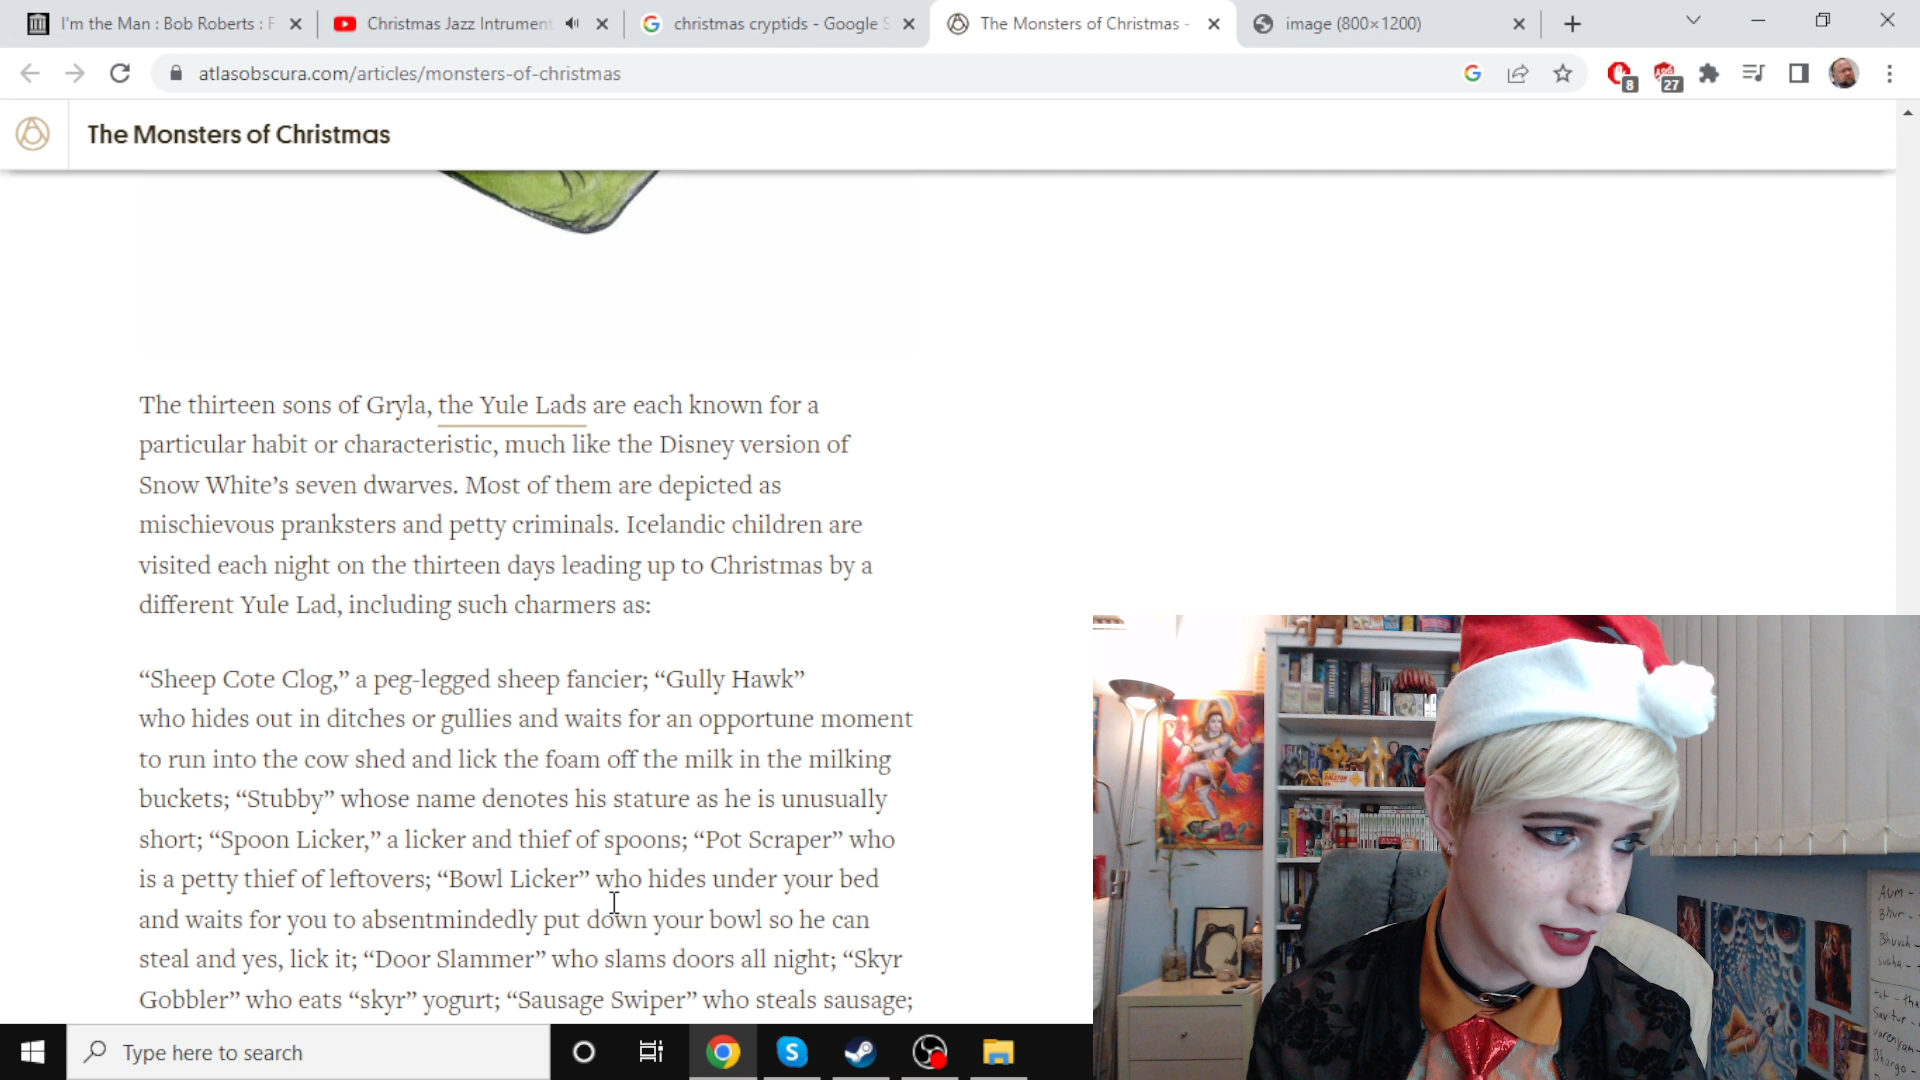 I'm the Man : Bob Roberts : F
Christmas Jazz Intrument
christmas cryptids - Google S
The Monsters of Christmas -
image (800×1200)
atlasobscura.com/articles/monsters-of-christmas
8
27
The Monsters of Christmas
The thirteen sons of Gryla, the Yule Lads are each known for a
particular habit or characteristic, much like the Disney version of
Snow White’s seven dwarves. Most of them are depicted as
mischievous pranksters and petty criminals. Icelandic children are
visited each night on the thirteen days leading up to Christmas by a
different Yule Lad, including such charmers as:
“Sheep Cote Clog,” a peg-legged sheep fancier; “Gully Hawk”
who hides out in ditches or gullies and waits for an opportune moment
to run into the cow shed and lick the foam off the milk in the milking
buckets; “Stubby” whose name denotes his stature as he is unusually
short; “Spoon Licker,” a licker and thief of spoons; “Pot Scraper” who
is a petty thief of leftovers; “Bowl Licker” who hides under your bed
and waits for you to absentmindedly put down your bowl so he can
steal and yes, lick it; “Door Slammer” who slams doors all night; “Skyr
Gobbler” who eats “skyr” yogurt; “Sausage Swiper” who steals sausage;
Aum -
Bhur -
Bhuvah -
Suaha -
tat - tha
Savitur -
varenyam-
Bhargo -
Type here to search